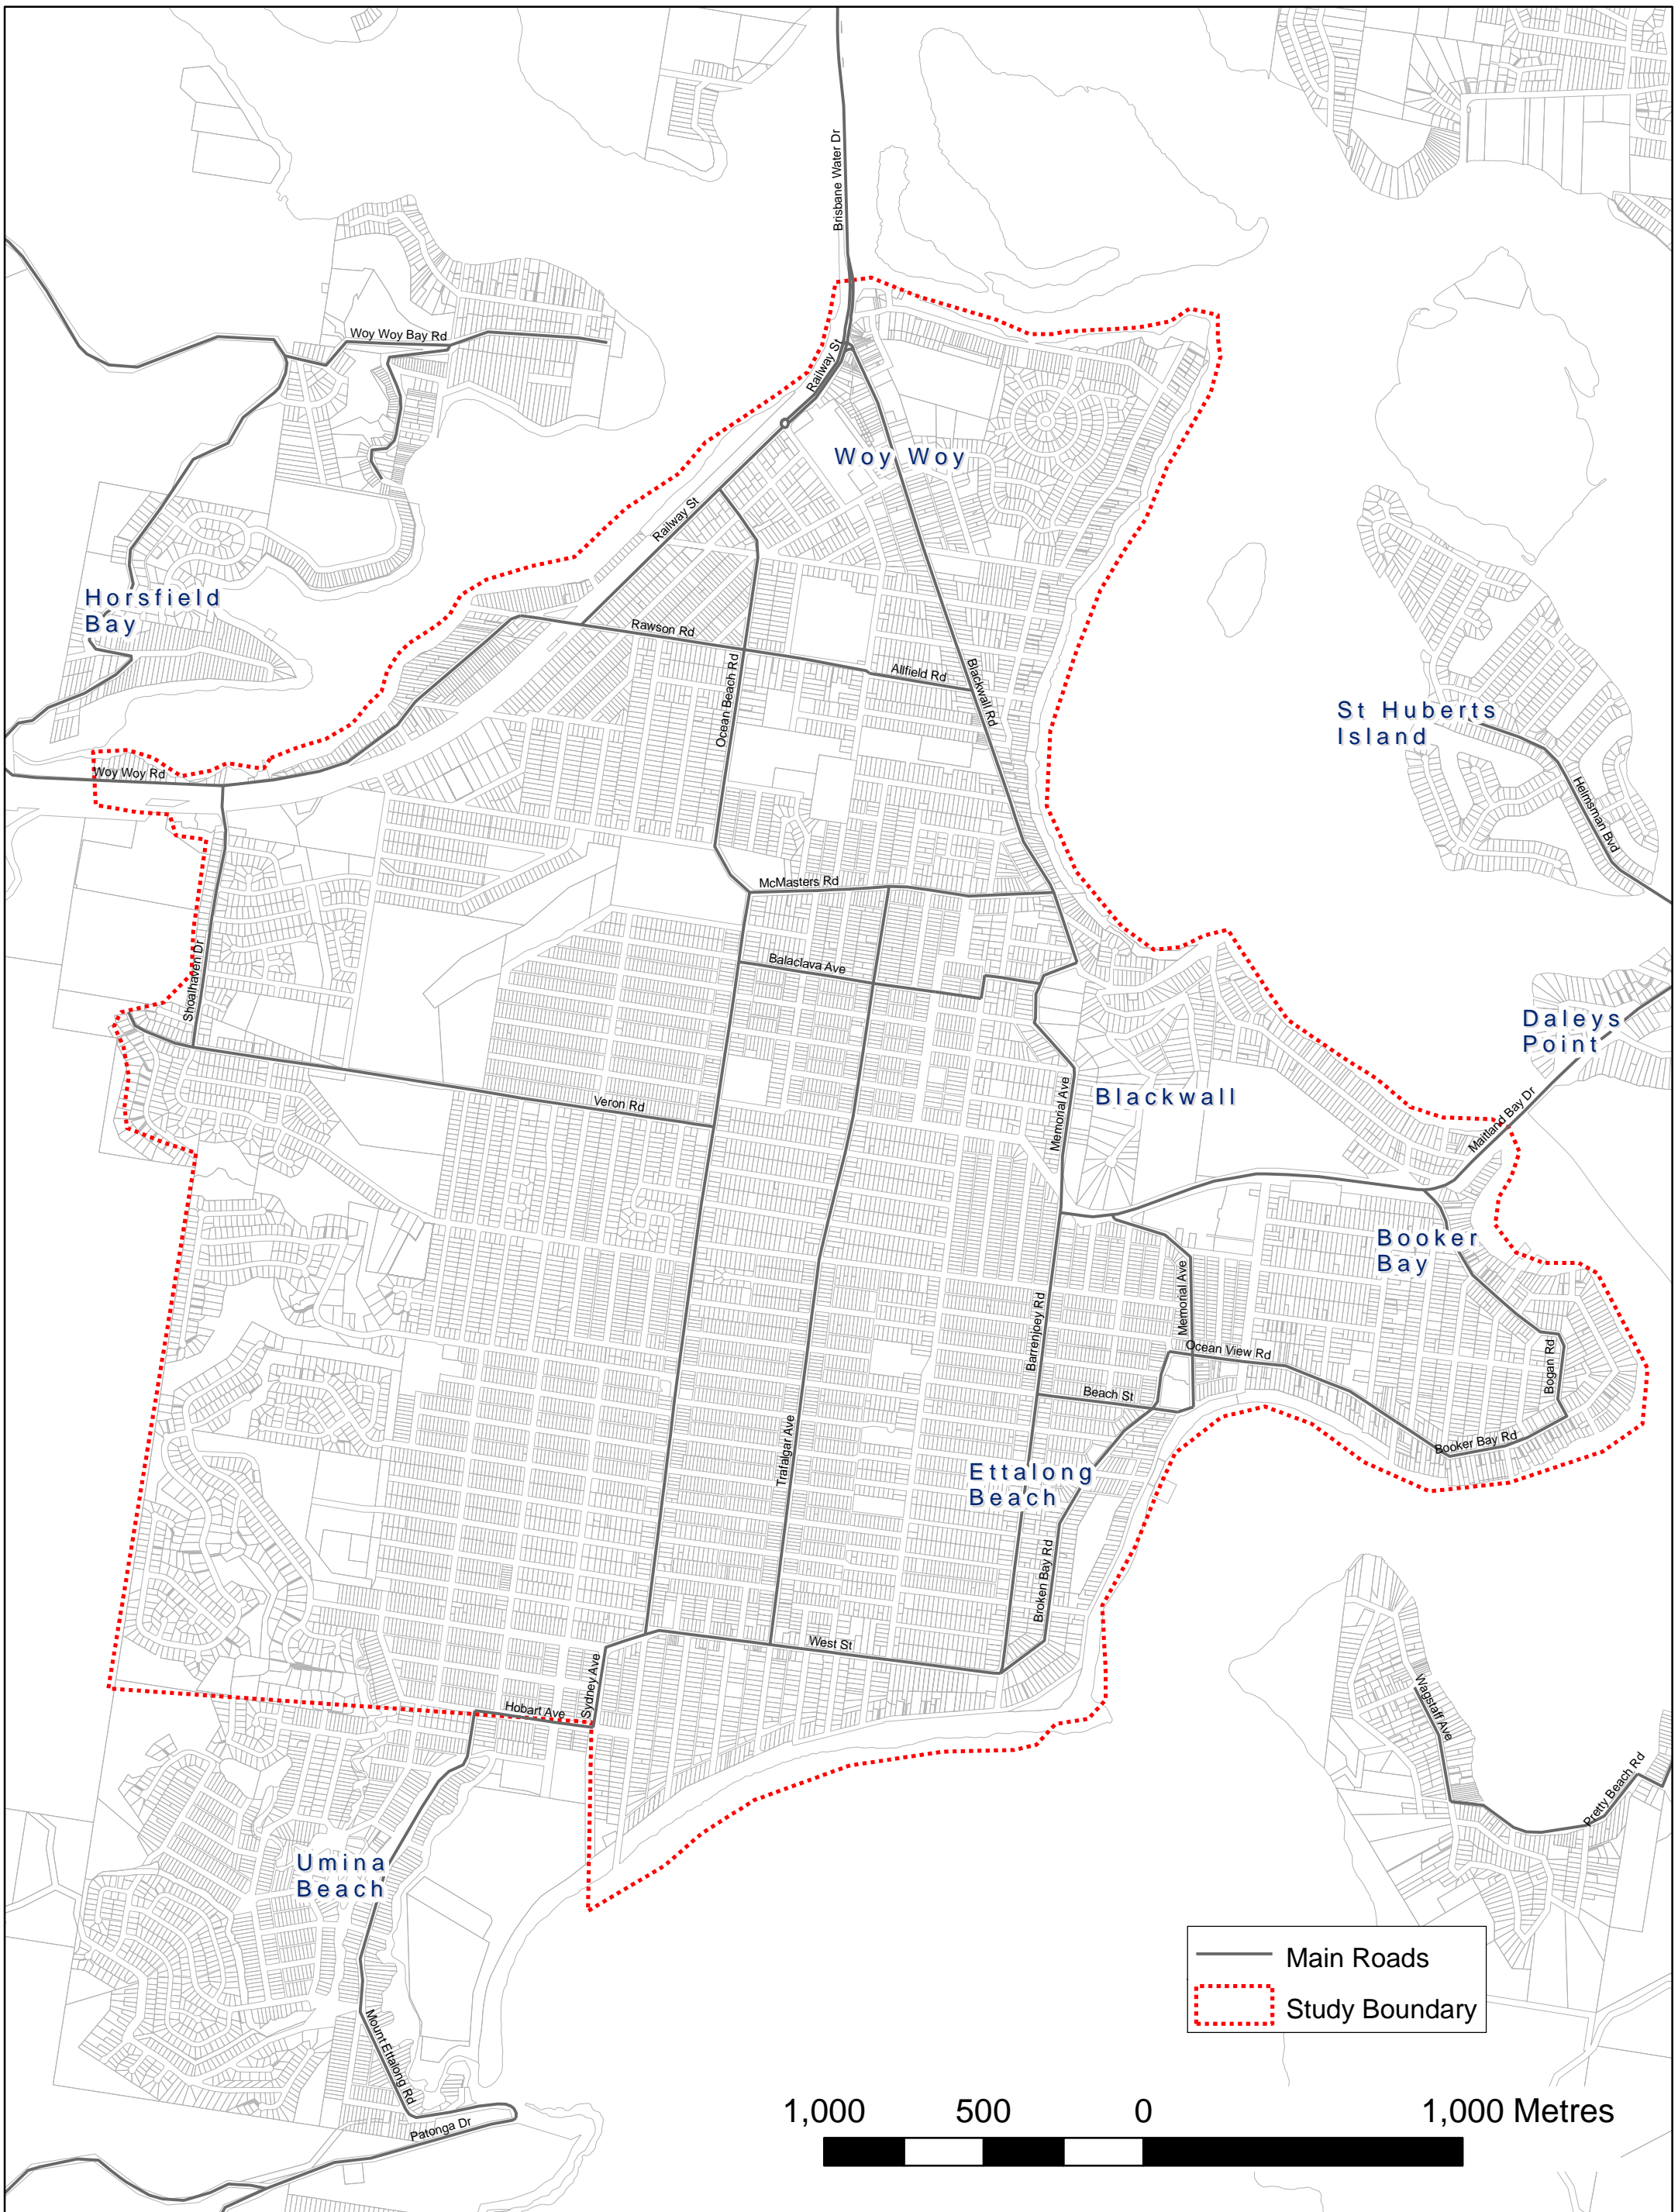 Brisbane Water Dr
Woy Woy Bay Rd
Railway St
Woy Woy
Railway St
Horsfield
Bay
Rawson Rd
Ocean Beach Rd
Allfield Rd
Blackwall Rd
St Huberts
Island
Helmsman Bvd
Woy Woy Rd
McMasters Rd
Shoalhaven Dr
Balaclava Ave
Daleys
Point
Veron Rd
Memorial Ave
Blackwall
Maitland Bay Dr
Booker
Bay
Memorial Ave
Barrenjoey Rd
Ocean View Rd
Bogan Rd
Beach St
Trafalgar Ave
Booker Bay Rd
Ettalong
Beach
Broken Bay Rd
West St
Sydney Ave
Hobart Ave
Wagstaff Ave
Pretty Beach Rd
Umina
Beach
Main Roads
Study Boundary
Mount Ettalong Rd
Patonga Dr
1,000 500 0 1,000 Metres